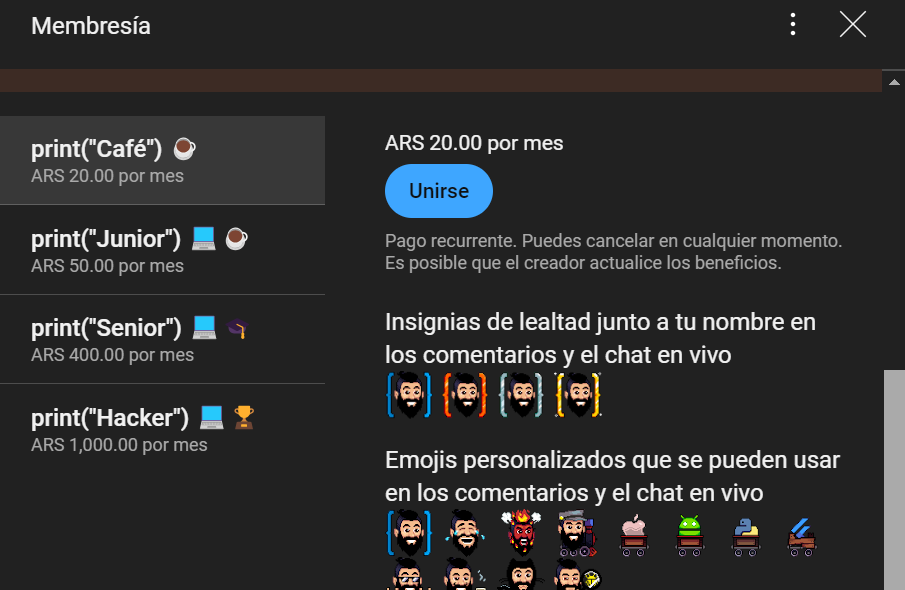 Membresía
print("Café") ☕
ARS 20.00 por mes
print("Junior") 💻 ☕
ARS 50.00 por mes
print("Senior") 💻 🎓
ARS 400.00 por mes
print("Hacker") 💻 🏆
ARS 1,000.00 por mes
ARS 20.00 por mes
Unirse
Pago recurrente. Puedes cancelar en cualquier momento.
Es posible que el creador actualice los beneficios.
Insignias de lealtad junto a tu nombre en
los comentarios y el chat en vivo
Emojis personalizados que se pueden usar
en los comentarios y el chat en vivo